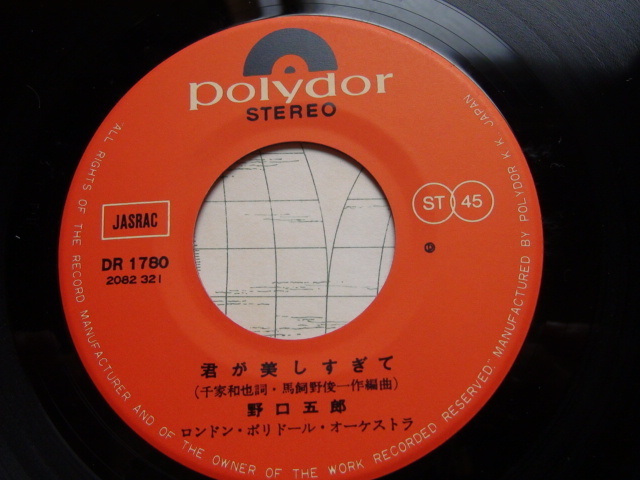 polydor
STEREO
JASRAC
DR 1780
2082 321
ST 45
君が美しすぎて
(千家和也詞・馬飼野俊一作編曲)
野口五郎
ロンドン・ポリドール・オーケストラ
"ALL RIGHTS OF THE RECORD MANUFACTURER AND OF THE OWNER OF THE WORK RECORDED RESERVED." MANUFACTURED BY POLYDOR K.K. JAPAN